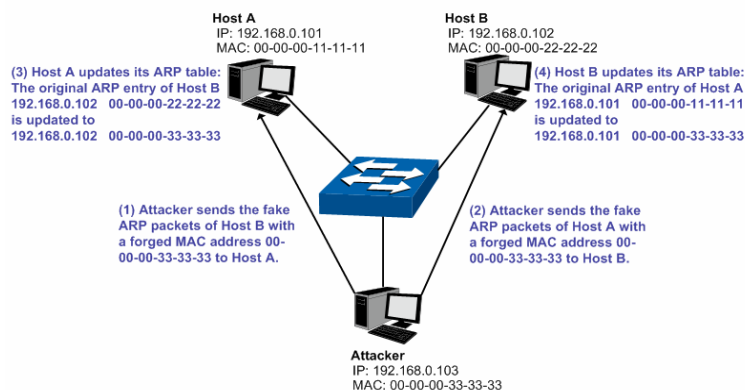 Host A
IP: 192.168.0.101
MAC: 00-00-00-11-11-11
Host B
IP: 192.168.0.102
MAC: 00-00-00-22-22-22
(3) Host A updates its ARP table:
The original ARP entry of Host B
192.168.0.102 00-00-00-22-22-22
is updated to
192.168.0.102 00-00-00-33-33-33
(4) Host B updates its ARP table:
The original ARP entry of Host A
192.168.0.101 00-00-00-11-11-11
is updated to
192.168.0.101 00-00-00-33-33-33
(1) Attacker sends the fake
ARP packets of Host B with
a forged MAC address 00-
00-00-33-33-33 to Host A.
(2) Attacker sends the fake
ARP packets of Host A with
a forged MAC address 00-
00-00-33-33-33 to Host B.
Attacker
IP: 192.168.0.103
MAC: 00-00-00-33-33-33